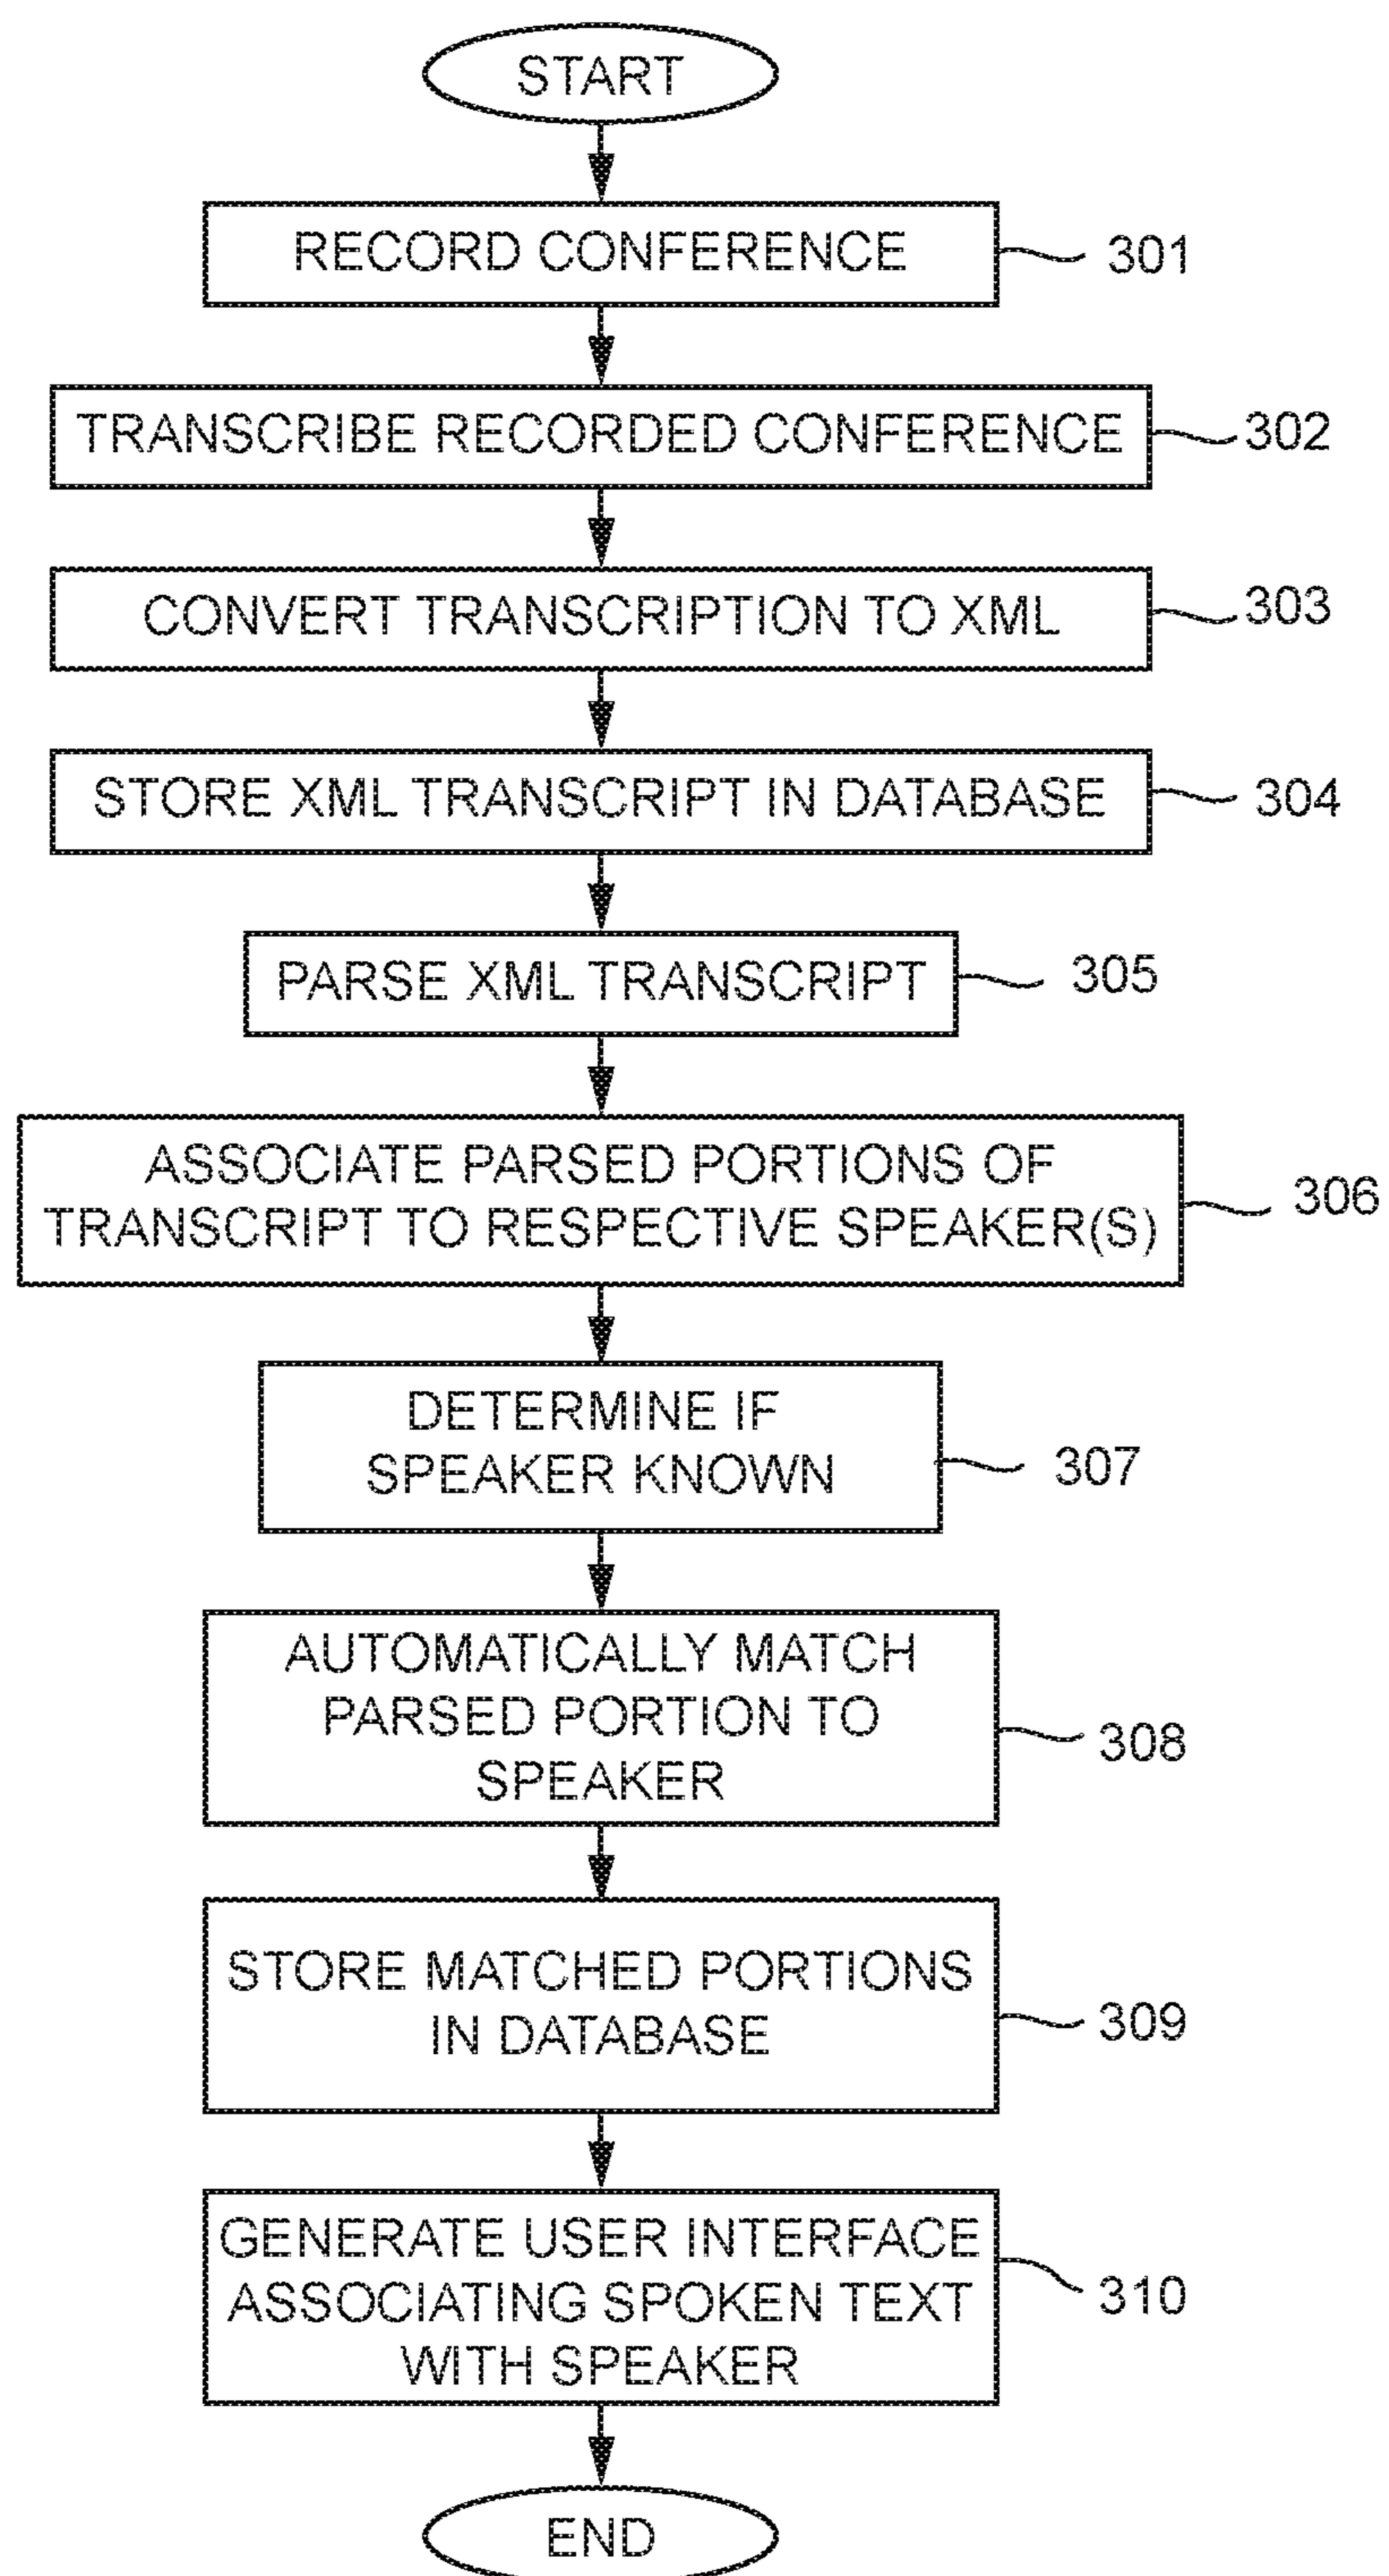 START
RECORD CONFERENCE
301
TRANSCRIBE RECORDED CONFERENCE
302
CONVERT TRANSCRIPTION TO XML
303
STORE XML TRANSCRIPT IN DATABASE
304
PARSE XML TRANSCRIPT
305
ASSOCIATE PARSED PORTIONS OF
TRANSCRIPT TO RESPECTIVE SPEAKER(S)
306
DETERMINE IF
SPEAKER KNOWN
307
AUTOMATICALLY MATCH
PARSED PORTION TO
SPEAKER
308
STORE MATCHED PORTIONS
IN DATABASE
309
GENERATE USER INTERFACE
ASSOCIATING SPOKEN TEXT
WITH SPEAKER
310
END